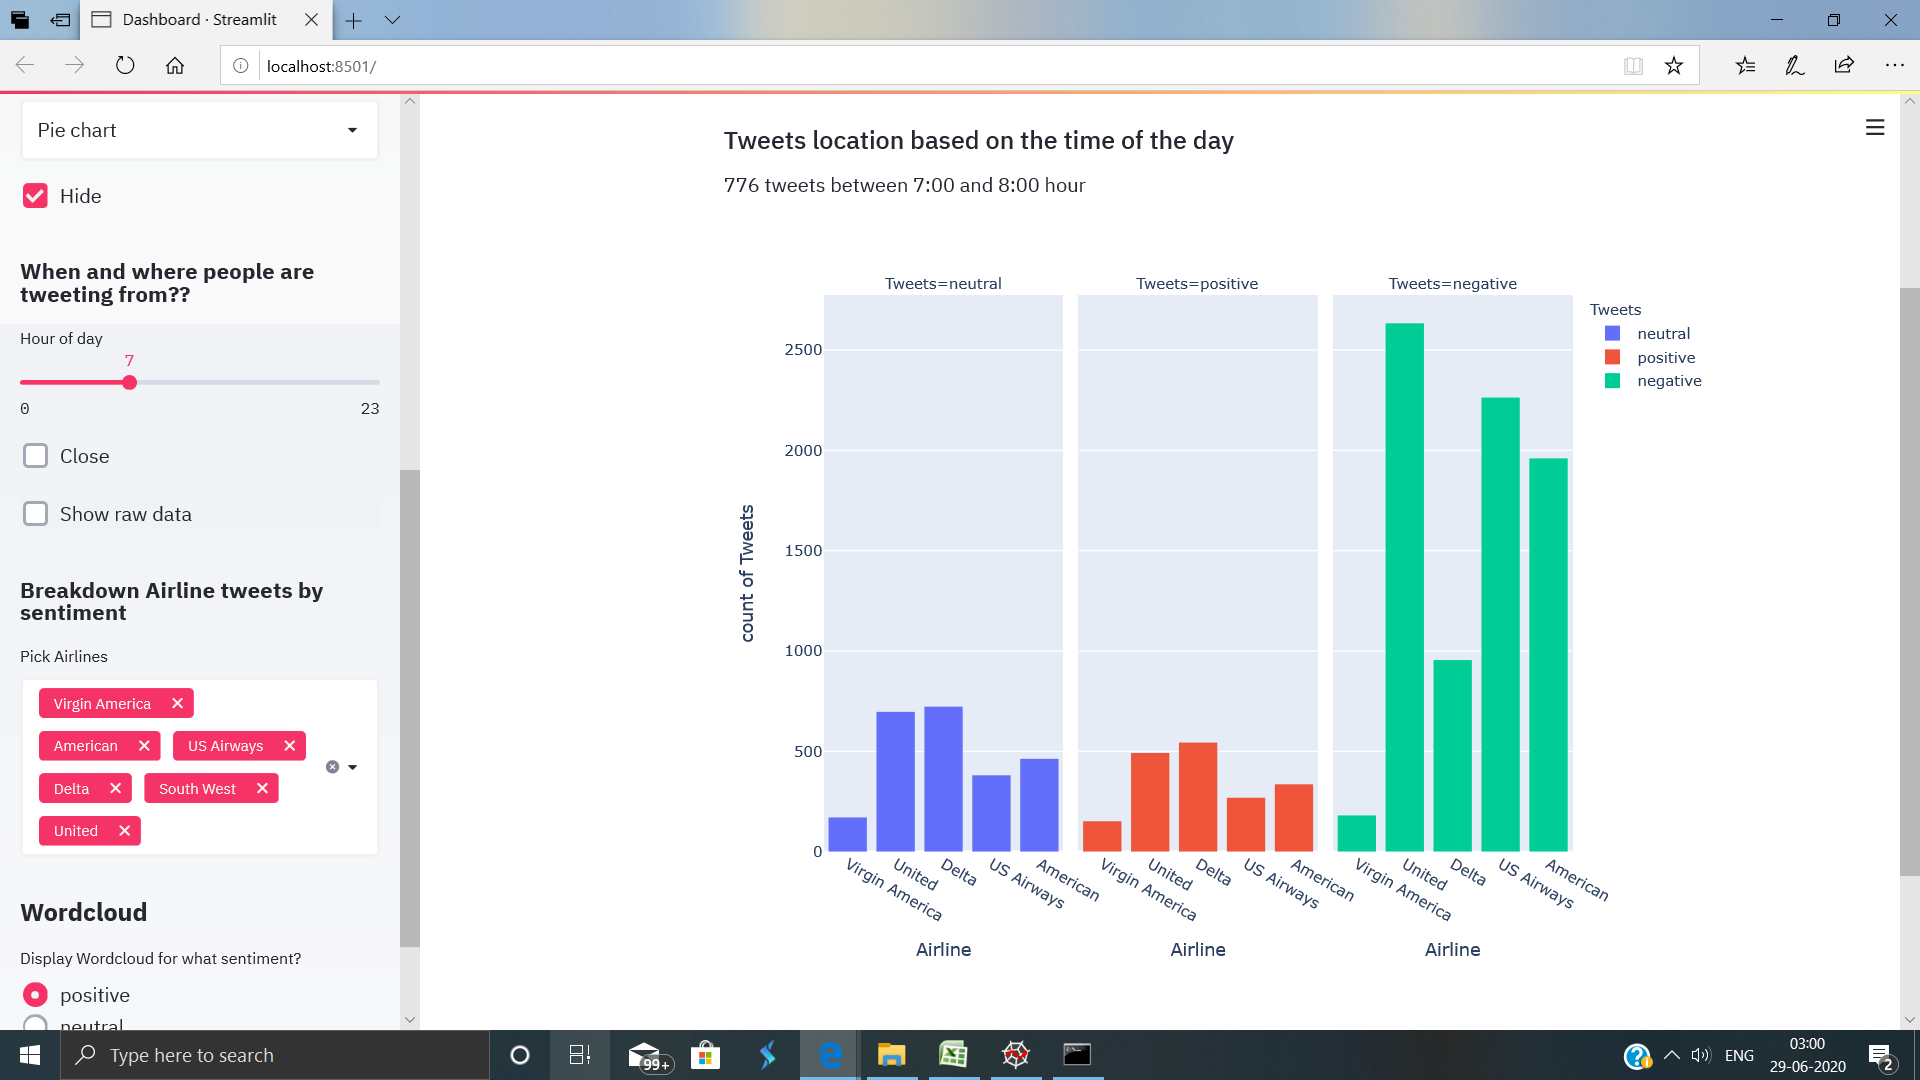 Dashboard · Streamlit
localhost:8501/
Pie chart
Hide
When and where people are
tweeting from??
Hour of day
7
0 23
Close
Show raw data
Breakdown Airline tweets by
sentiment
Pick Airlines
Virgin America
American US Airways
Delta South West
United
Wordcloud
Display Wordcloud for what sentiment?
positive
neutral
Tweets location based on the time of the day
776 tweets between 7:00 and 8:00 hour
Tweets=neutral Tweets=positive Tweets=negative
Tweets
neutral
positive
negative
count of Tweets
2500
2000
1500
1000
500
0
Virgin America United Delta US Airways American
Virgin America United Delta US Airways American
Virgin America United Delta US Airways American
Airline Airline Airline
Type here to search
99+
ENG
03:00
29-06-2020
2